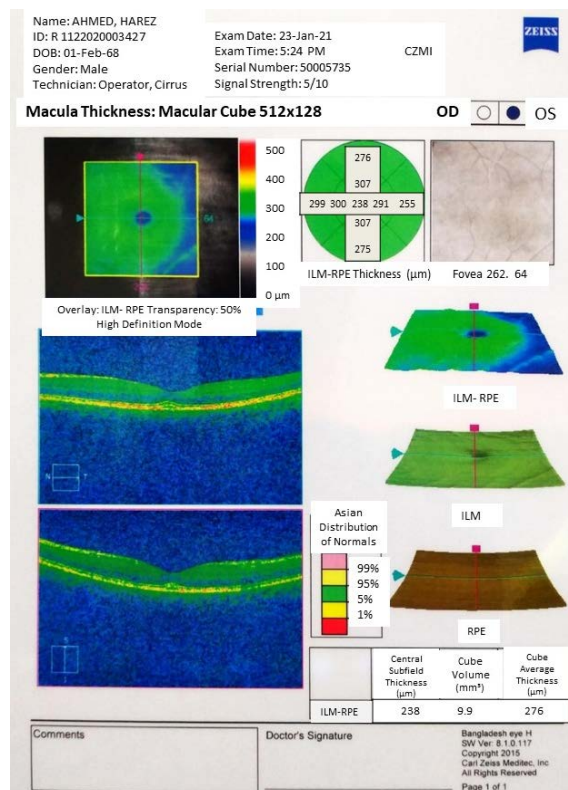 Name: AHMED, HAREZ
ID: R 1122020003427
DOB: 01-Feb-68
Gender: Male
Technician: Operator, Cirrus
Exam Date: 23-Jan-21
Exam Time: 5:24 PM
CZMI
Serial Number: 50005735
Signal Strength: 5/10
ZEISS
Macula Thickness: Macular Cube 512x128
OD
OS
64
500
400
300
200
100
0 µm
Overlay: ILM- RPE Transparency: 50%
High Definition Mode
276
307
299 300 238 291 255
307
275
ILM-RPE Thickness (µm)
Fovea 262. 64
ILM- RPE
N
ILM
Asian
Distribution
of Normals
99%
95%
5%
1%
RPE
Central Subfield Thickness (µm)
Cube Volume (mm³)
Cube Average Thickness (µm)
ILM-RPE 238 9.9 276
Comments
Doctor's Signature
Bangladesh eye H
SW Ver: 8.1.0.117
Copyright 2015
Carl Zeiss Meditec, Inc
All Rights Reserved
Page 1 of 1